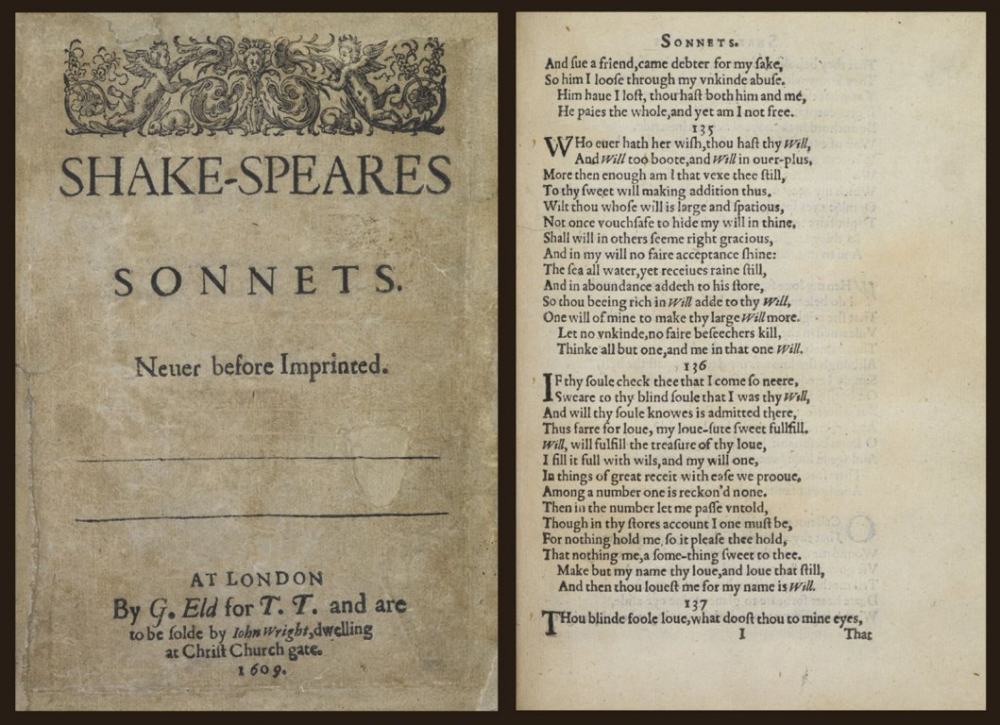 SHAKE-SPEARES
SONNETS.
Neuer before Imprinted.
AT LONDON
By G. Eld for T. T. and are
to be ſolde by Iohn Wright, dwelling
at Chriſt Church gate.
1609.
SONNETS.
And ſue a friend,came debter for my ſake,
So him I looſe through my vnkinde abuſe.
Him haue I loſt, thou haſt both him and me,
He paies the whole,and yet am I not free.
135
WHo euer hath her wiſh,thou haſt thy Will,
And Will too boote,and Will in ouer-plus,
More then enough am I that vexe thee ſtill,
To thy ſweet will making addition thus.
Wilt thou whoſe will is large and ſpatious,
Not once vouchſafe to hide my will in thine,
Shall will in others ſeeme right gracious,
And in my will no faire acceptance ſhine:
The ſea all water,yet receiues raine ſtill,
And in aboundance addeth to his ſtore,
So thou beeing rich in Will adde to thy Will,
One will of mine to make thy large Will more.
Let no vnkinde,no faire beſeechers kill,
Thinke all but one,and me in that one Will.
136
IF thy ſoule check thee that I come ſo neere,
Sweare to thy blind ſoule that I was thy Will,
And will thy ſoule knowes is admitted there,
Thus farre for loue, my loue-ſute ſweet fullfill.
Will, will fulfill the treaſure of thy loue,
I fill it full with wils,and my will one,
In things of great receit with eaſe we prooue,
Among a number one is reckon'd none.
Then in the number let me paſſe vntold,
Though in thy ſtores account I one muſt be,
For nothing hold me, ſo it pleaſe thee hold,
That nothing me,a ſome-thing ſweet to thee.
Make but my name thy loue,and loue that ſtill,
And then thou loueſt me for my name is Will.
137
THou blinde foole loue,what dooſt thou to mine eyes,
I
That